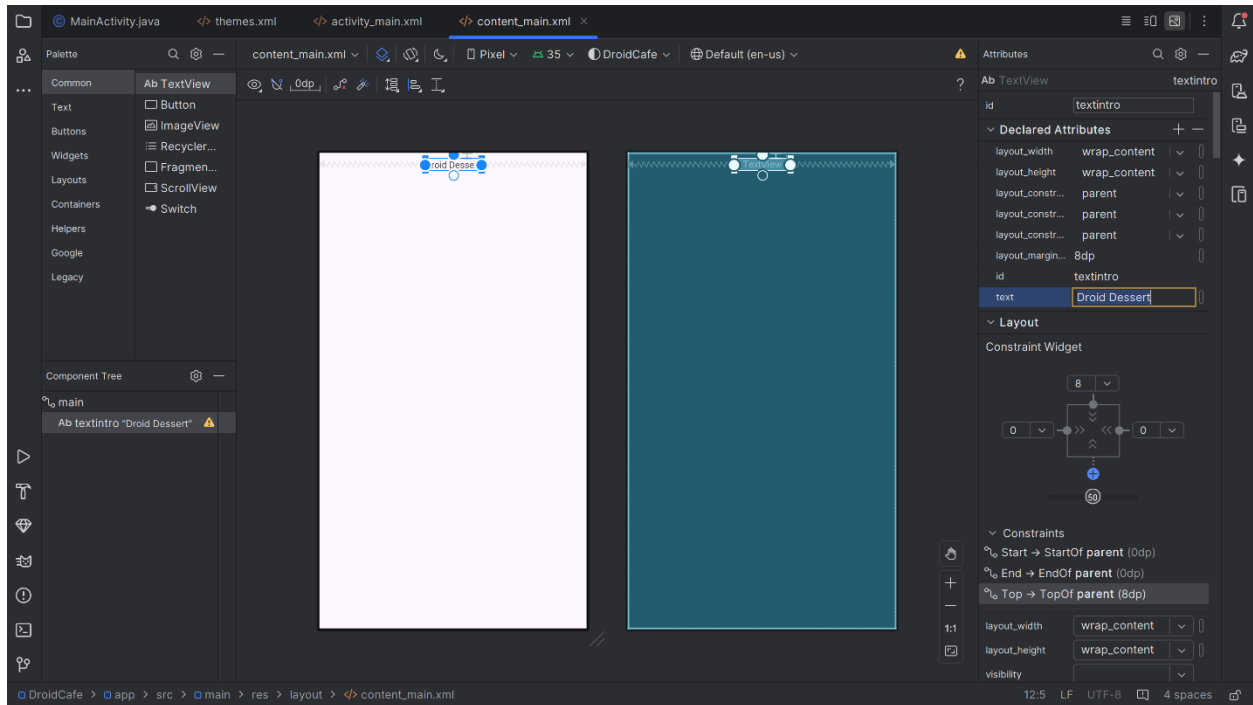 MainActivity.java
themes.xml
activity_main.xml
content_main.xml
Palette
content_main.xml
Pixel
35
DroidCafe
Default (en-us)
Attributes
Common
Text
Buttons
Widgets
Layouts
Containers
Helpers
Google
Legacy
Ab TextView
Button
ImageView
Recycler...
Fragmen...
ScrollView
Switch
0dp
?
Component Tree
main
Ab textintro "Droid Dessert"
roid Desse
TextView
1:1
Ab TextView textintro
id textintro
Declared Attributes
layout_width wrap_content
layout_height wrap_content
layout_constr... parent
layout_constr... parent
layout_constr... parent
layout_margin... 8dp
id textintro
text Droid Dessert
Layout
Constraint Widget
8
0 0
50
Constraints
Start → StartOf parent (0dp)
End → EndOf parent (0dp)
Top → TopOf parent (8dp)
layout_width wrap_content
layout_height wrap_content
visibility
DroidCafe > app > src > main > res > layout > content_main.xml
12:5 LF UTF-8 4 spaces